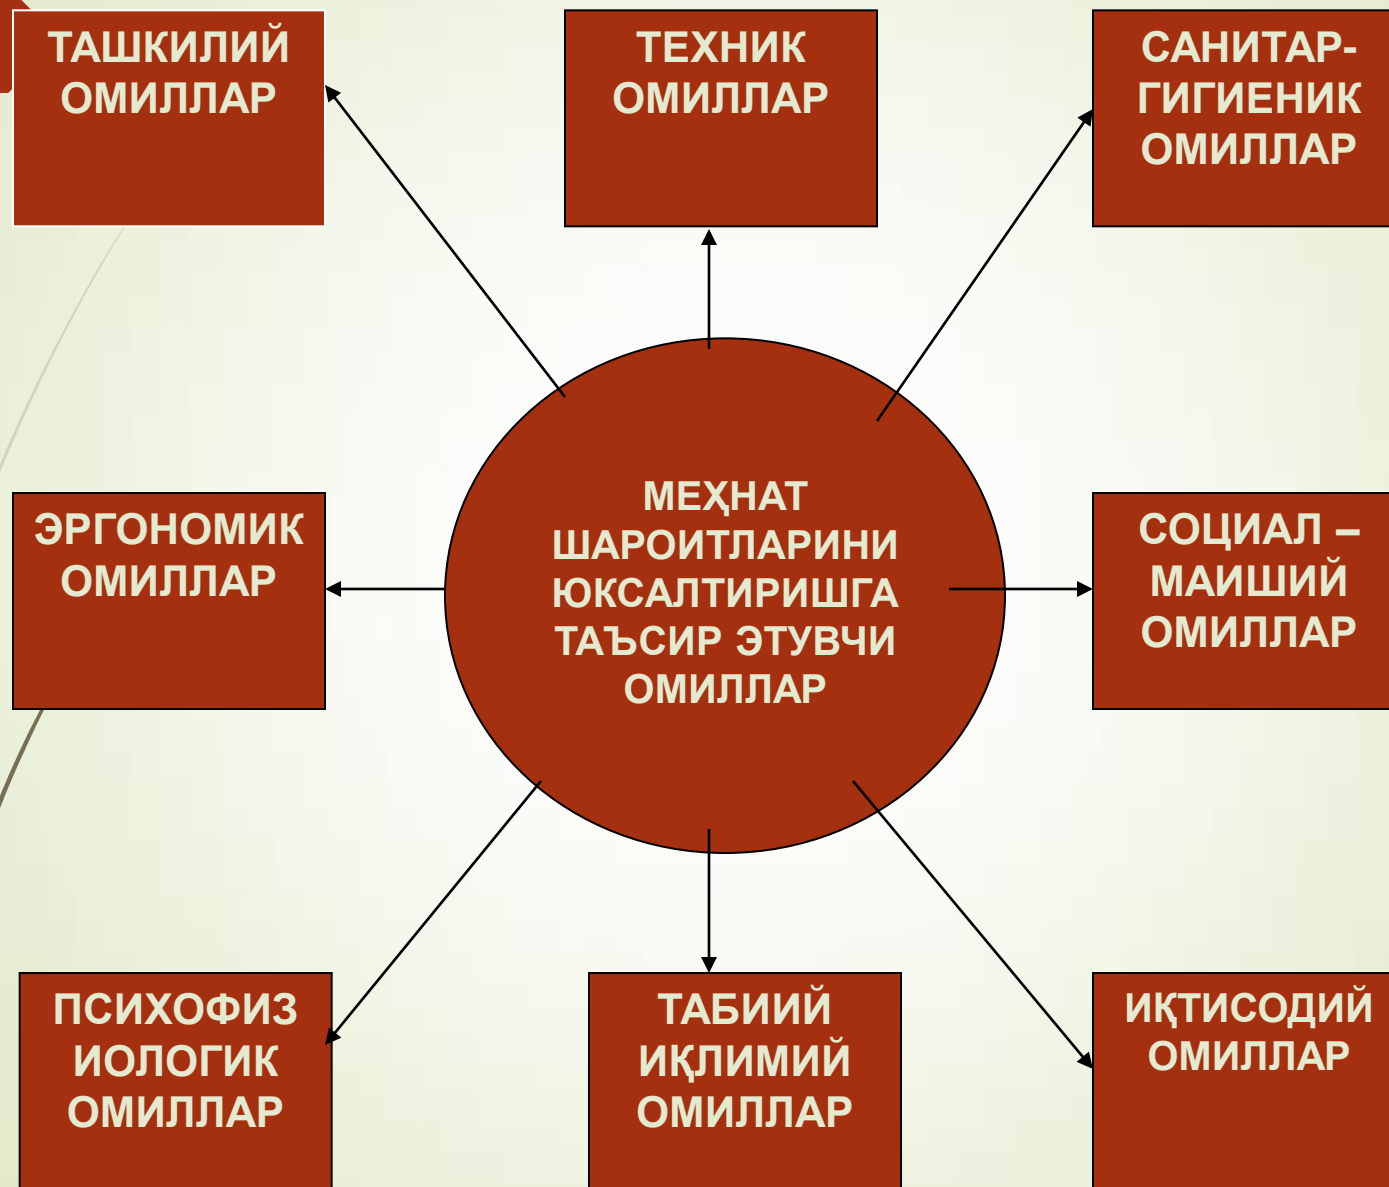 ТАШКИЛИЙ
ОМИЛЛАР
ТЕХНИК
ОМИЛЛАР
САНИТАР-
ГИГИЕНИК
ОМИЛЛАР
ЭРГОНОМИК
ОМИЛЛАР
МЕҲНАТ
ШАРОИТЛАРИНИ
ЮКСАЛТИРИШГА
ТАЪСИР ЭТУВЧИ
ОМИЛЛАР
СОЦИАЛ –
МАИШИЙ
ОМИЛЛАР
ПСИХОФИЗ
ИОЛОГИК
ОМИЛЛАР
ТАБИИЙ
ИҚЛИМИЙ
ОМИЛЛАР
ИҚТИСОДИЙ
ОМИЛЛАР